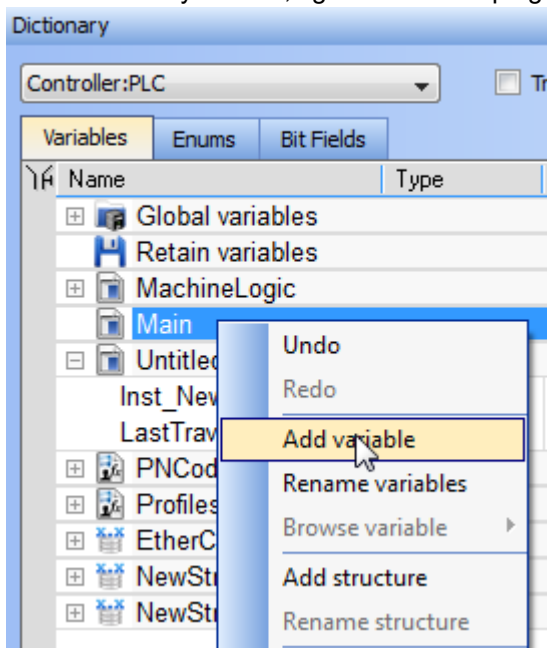 Dictionary
Controller:PLC
Variables Enums Bit Fields
Name Type
Global variables
Retain variables
MachineLogic
Main
Undo
Redo
Add variable
Rename variables
Browse variable
Add structure
Rename structure